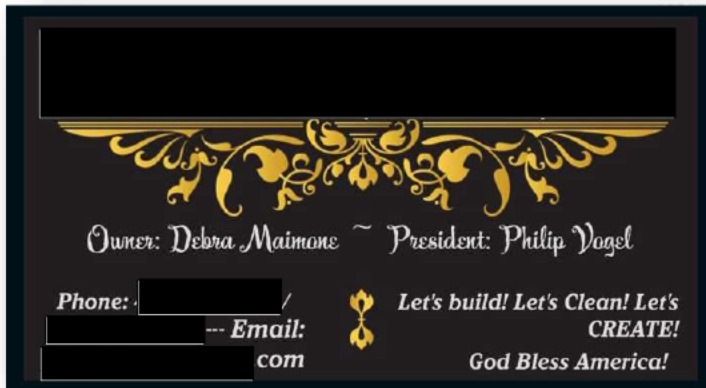 Owner: Debra Maimone ~ President: Philip Vogel
Phone: /
--- Email:
.com
Let's build! Let's Clean! Let's
CREATE!
God Bless America!